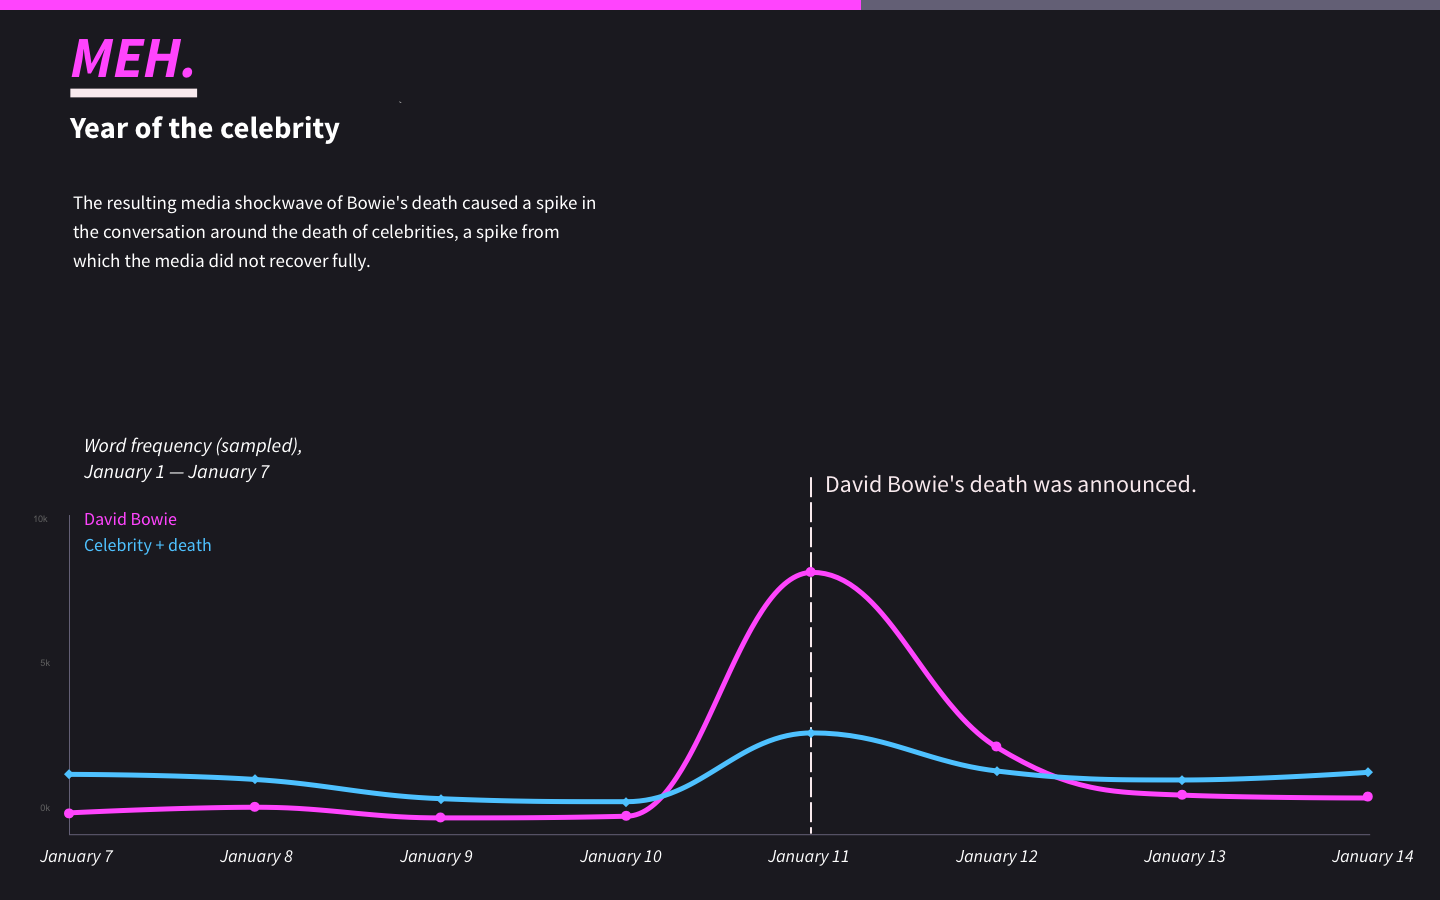 MEH.
Year of the celebrity
The resulting media shockwave of Bowie's death caused a spike in
the conversation around the death of celebrities, a spike from
which the media did not recover fully.
Word frequency (sampled),
January 1 — January 7
David Bowie's death was announced.
10k
David Bowie
Celebrity + death
5k
0k
January 7
January 8
January 9
January 10
January 11
January 12
January 13
January 14